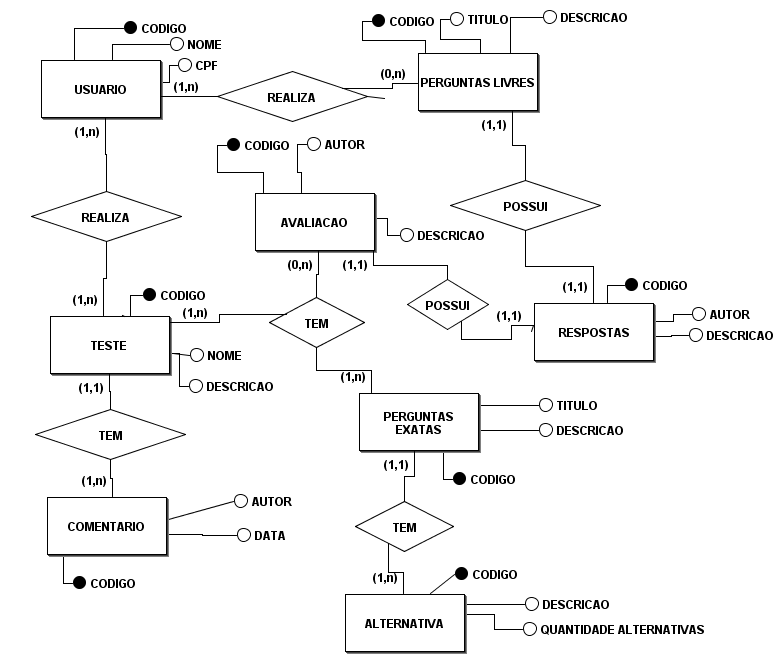 CODIGO
NOME
CPF
USUARIO
(1,n)
REALIZA
(0,n)
CODIGO
TITULO
DESCRICAO
PERGUNTAS LIVRES
(1,n)
(1,1)
CODIGO
AUTOR
REALIZA
AVALIACAO
DESCRICAO
POSSUI
(0,n)
(1,1)
(1,n)
CODIGO
(1,n)
TEM
POSSUI
(1,1)
(1,1)
CODIGO
RESPOSTAS
AUTOR
DESCRICAO
TESTE
NOME
DESCRICAO
(1,1)
(1,n)
TEM
PERGUNTAS
EXATAS
TITULO
DESCRICAO
(1,1)
CODIGO
(1,n)
COMENTARIO
AUTOR
DATA
CODIGO
TEM
(1,n)
CODIGO
ALTERNATIVA
DESCRICAO
QUANTIDADE ALTERNATIVAS